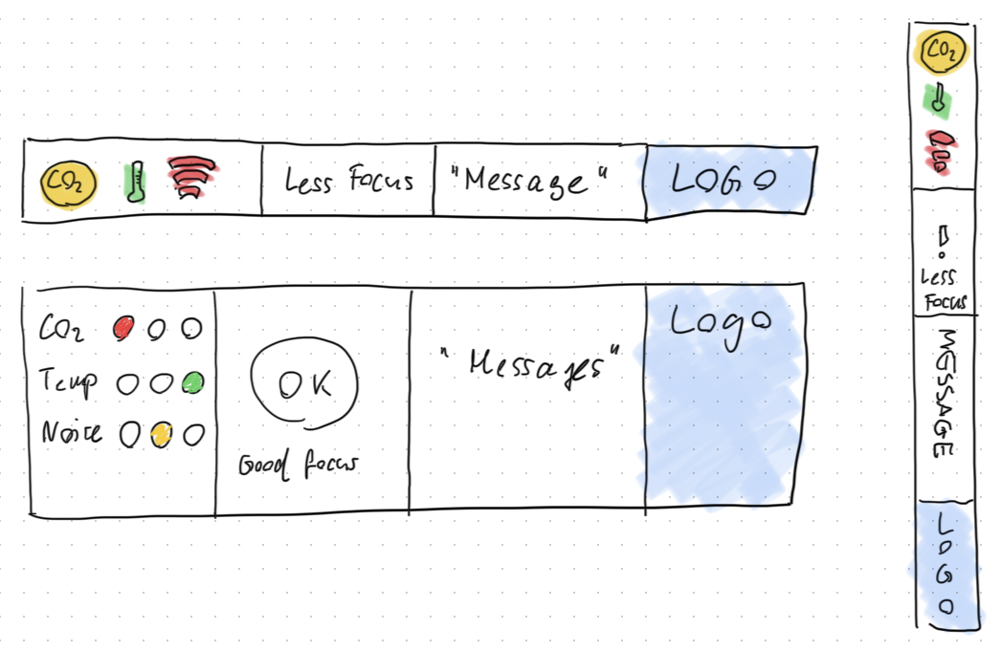 CO₂
Less Focus
"Message"
LOGO
CO₂
Temp
Noise
OK
Good focus
"Messages"
Logo
CO₂
!
Less
Focus
MESSAGE
LOGO